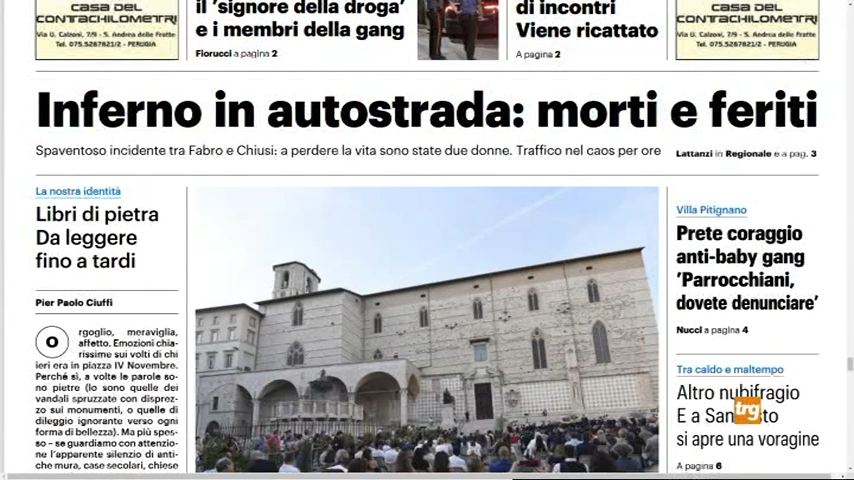 CASA DEL
CONTACHILOMETRI
Via U. Calzoni, 7/9 - S. Andrea delle Fratte
Tel. 075.5287821/2 - PERUGIA
il 'signore della droga'
e i membri della gang
Fiorucci a pagina 2
di incontri
Viene ricattato
A pagina 2
CASA DEL
CONTACHILOMETRI
Via U. Calzoni, 7/9 - S. Andrea delle Fratte
Tel. 075.5287821/2 - PERUGIA
Inferno in autostrada: morti e feriti
Spaventoso incidente tra Fabro e Chiusi: a perdere la vita sono state due donne. Traffico nel caos per ore
Lattanzi in Regionale e a pag. 3
La nostra identità
Libri di pietra
Da leggere
fino a tardi
Pier Paolo Ciuffi
Orgoglio, meraviglia,
affetto. Emozioni chia-
rissime sui volti di chi
ieri era in piazza IV Novembre.
Perché sì, a volte le parole so-
no pietre (lo sono quelle dei
vandali spruzzate con disprez-
zo sui monumenti, o quelle di
dileggio ignorante verso ogni
forma di bellezza). Ma più spes-
so – se guardiamo con attenzio-
ne l'apparente silenzio di anti-
che mura, case secolari, chiese
Villa Pitignano
Prete coraggio
anti-baby gang
'Parrocchiani,
dovete denunciare'
Nucci a pagina 4
Tra caldo e maltempo
Altro nubifragio
E a San
si apre una voragine
A pagina 6
trg